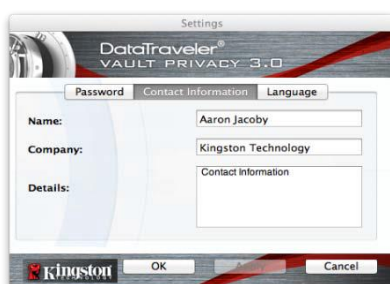 Settings
DataTraveler®
VAULT PRIVACY 3.0
Password Contact Information Language
Name: Aaron Jacoby
Company: Kingston Technology
Details: Contact Information
Kingston OK Cancel
TECHNOLOGY